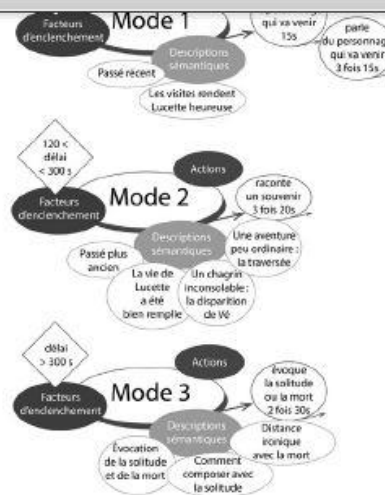 Mode 1
Facteurs
d'enclenchement
qui va venir
15s
parle
du personnage
qui va venir
3 fois 15s
Descriptions
sémantiques
Passé récent
Les visites rendent
Lucette heureuse
120 <
délai
< 300 s
Actions
Mode 2
Facteurs
d'enclenchement
raconte
un souvenir
3 fois 20s
Descriptions
sémantiques
Passé plus
ancien
La vie de
Lucette
a été
bien remplie
Un chagrin
inconsolable :
la disparition
de Vé
Une aventure
peu ordinaire :
la traversée
délai
> 300 s
Actions
Mode 3
Facteurs
d'enclenchement
évoque
la solitude
ou la mort
2 fois 30s
Descriptions
sémantiques
Évocation
de la solitude
et de la mort
Comment
composer avec
la solitude
Distance
ironique
avec la mort